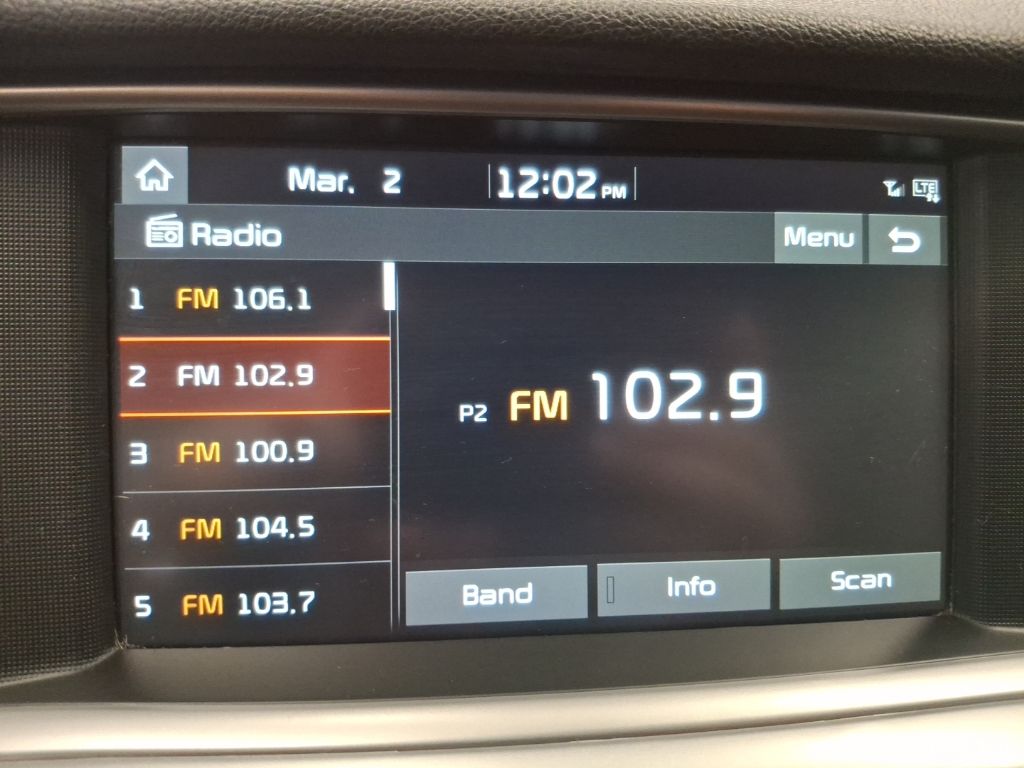 Mar. 2 12:02 PM LTE
Radio Menu
1 FM 106.1
2 FM 102.9
3 FM 100.9
4 FM 104.5
5 FM 103.7
P2 FM 102.9
Band Info Scan